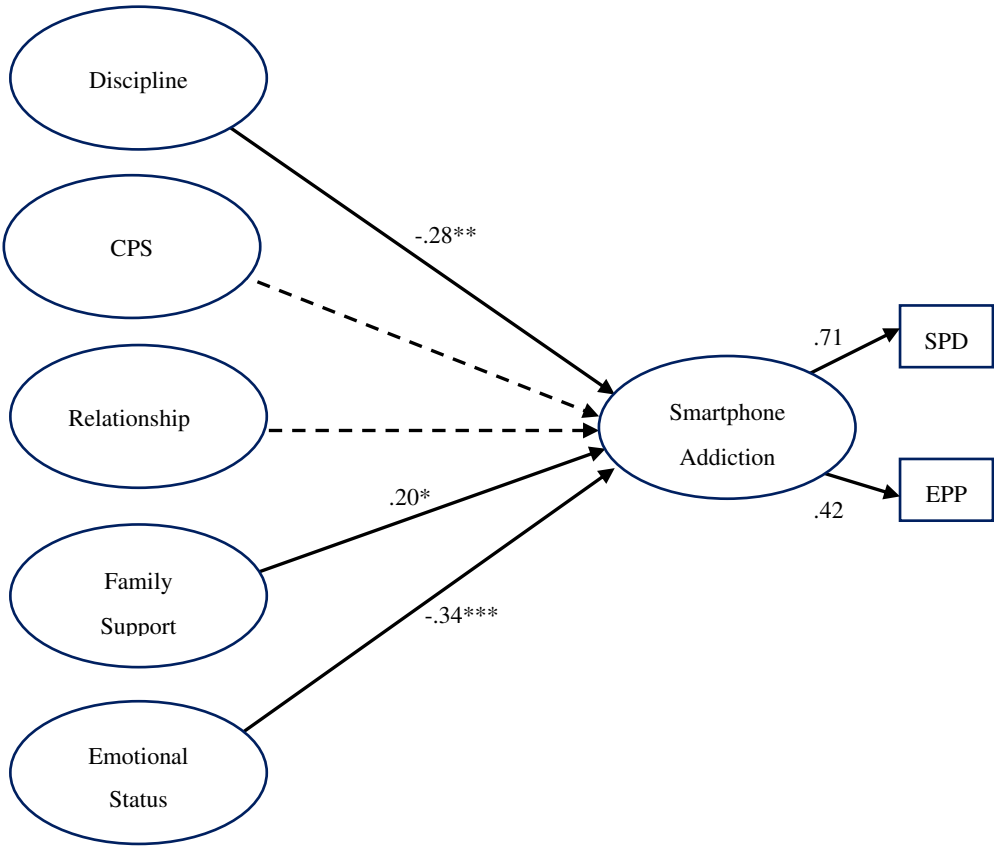 Discipline
CPS
Relationship
Family
Support
Emotional
Status
-.28**
.20*
-.34***
Smartphone
Addiction
.71
.42
SPD
EPP